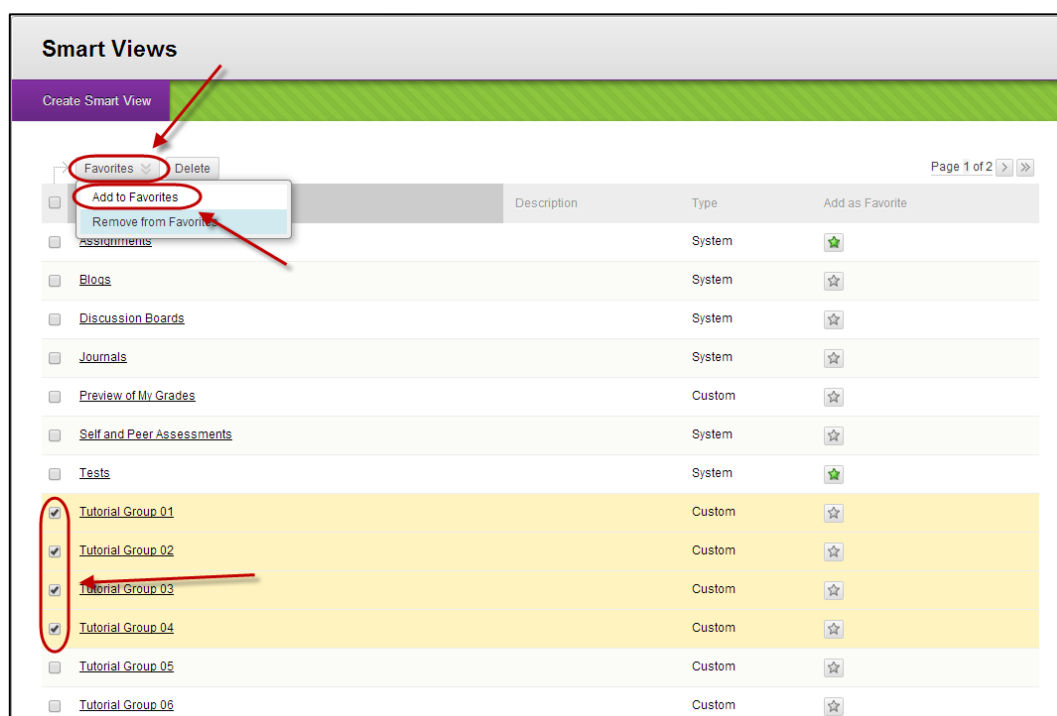 Smart Views
Create Smart View
Favorites Delete Page 1 of 2
Add to Favorites
Remove from Favorites
Description Type Add as Favorite
Assignments System
Blogs System
Discussion Boards System
Journals System
Preview of My Grades Custom
Self and Peer Assessments System
Tests System
Tutorial Group 01 Custom
Tutorial Group 02 Custom
Tutorial Group 03 Custom
Tutorial Group 04 Custom
Tutorial Group 05 Custom
Tutorial Group 06 Custom